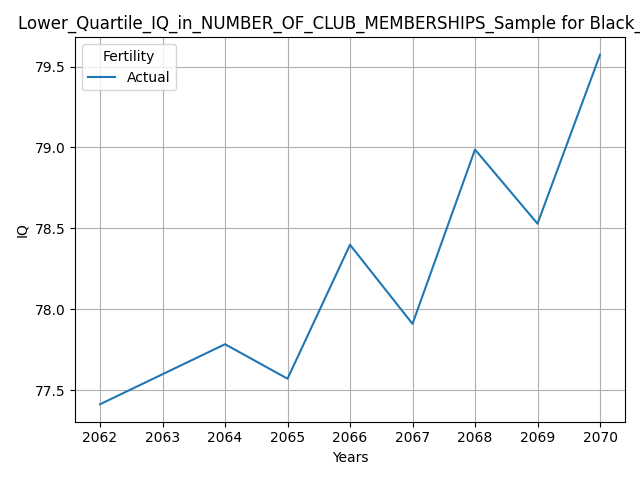 Lower_Quartile_IQ_in_NUMBER_OF_CLUB_MEMBERSHIPS_Sample for Black_
Fertility
Actual
79.5
79.0
78.5
78.0
77.5
IQ
2062 2063 2064 2065 2066 2067 2068 2069 2070
Years